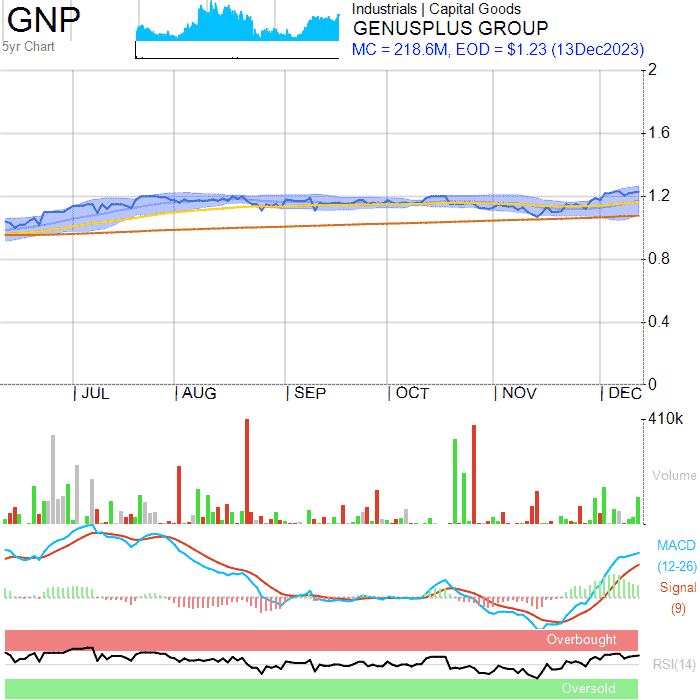 GNP
5yr Chart
Industrials | Capital Goods
GENUSPLUS GROUP
MC = 218.6M, EOD = $1.23 (13Dec2023)
2
1.6
1.2
0.8
0.4
0
| JUL | AUG | SEP | OCT | NOV | DEC
410k
Volume
MACD
(12-26)
Signal
(9)
Overbought
RSI(14)
Oversold